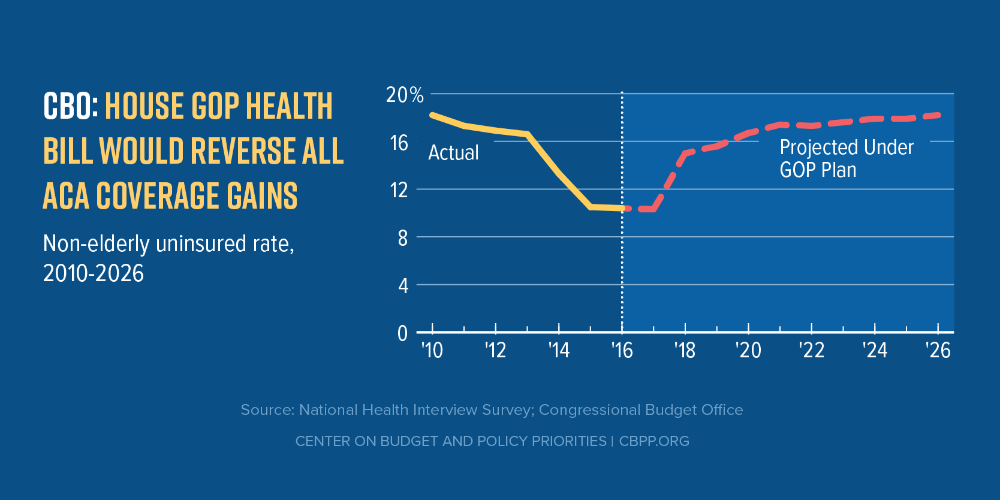 CBO: HOUSE GOP HEALTH
BILL WOULD REVERSE ALL
ACA COVERAGE GAINS
Non-elderly uninsured rate,
2010-2026
20%
16
12
8
4
0
Actual
Projected Under
GOP Plan
'10 '12 '14 '16 '18 '20 '22 '24 '26
Source: National Health Interview Survey; Congressional Budget Office
CENTER ON BUDGET AND POLICY PRIORITIES | CBPP.ORG